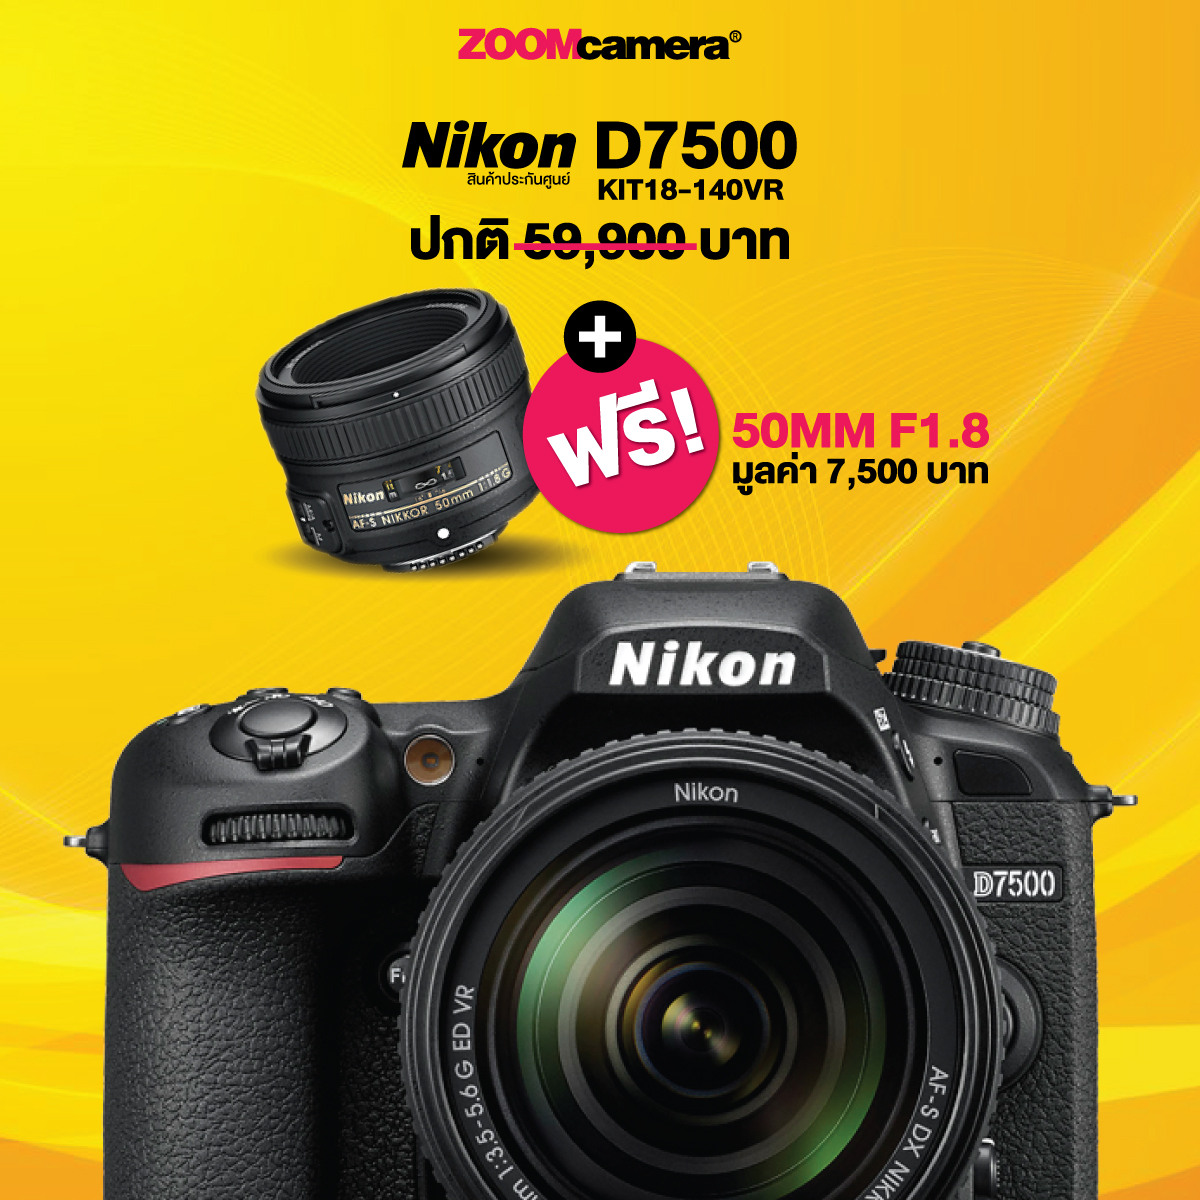 ZOOMcamera®
Nikon D7500
สินค้าประกันศูนย์
KIT18-140VR
ปกติ 59,900 บาท
+
ฟรี!
50MM F1.8
มูลค่า 7,500 บาท
Nikon
AF-S NIKKOR 50mm 1:1.8G
Nikon
Nikon
D7500
mm 1:3.5-5.6 G ED VR
AF-S DX